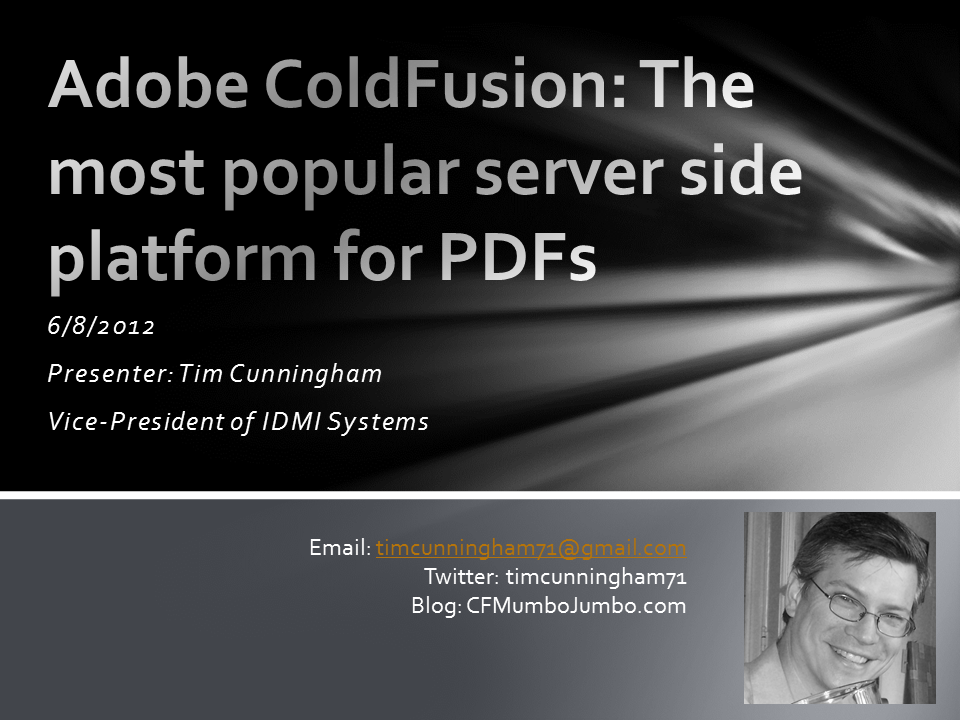 Adobe ColdFusion: The
most popular server side
platform for PDFs
6/8/2012
Presenter: Tim Cunningham
Vice-President of IDMI Systems
Email: timcunningham71@gmail.com
Twitter: timcunningham71
Blog: CFMumboJumbo.com